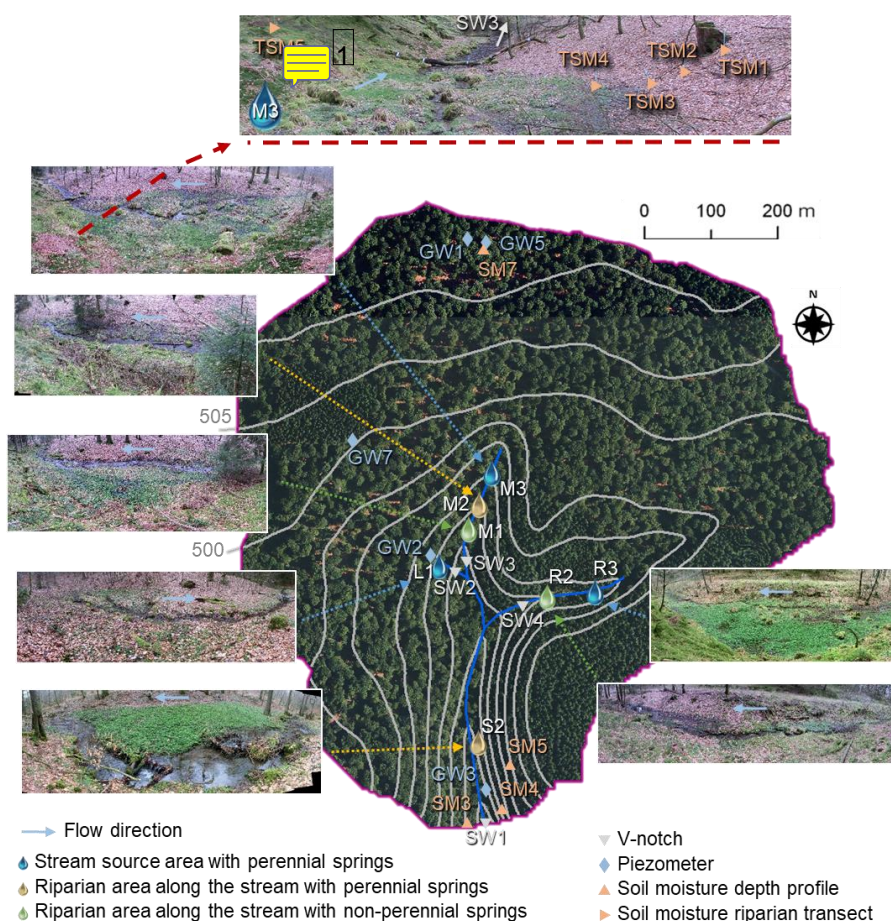 SW3
TSM5
1
TSM4
TSM2
TSM1
TSM3
M3
0 100 200 m
GW1
GW5
SM7
N
505
GW7
M3
M2
M1
500
GW2
SW3
L1
SW2
R3
R2
SW4
S2
SM5
GW3
SM4
SM3
SW1
Flow direction
Stream source area with perennial springs
Riparian area along the stream with perennial springs
Riparian area along the stream with non-perennial springs
V-notch
Piezometer
Soil moisture depth profile
Soil moisture riparian transect